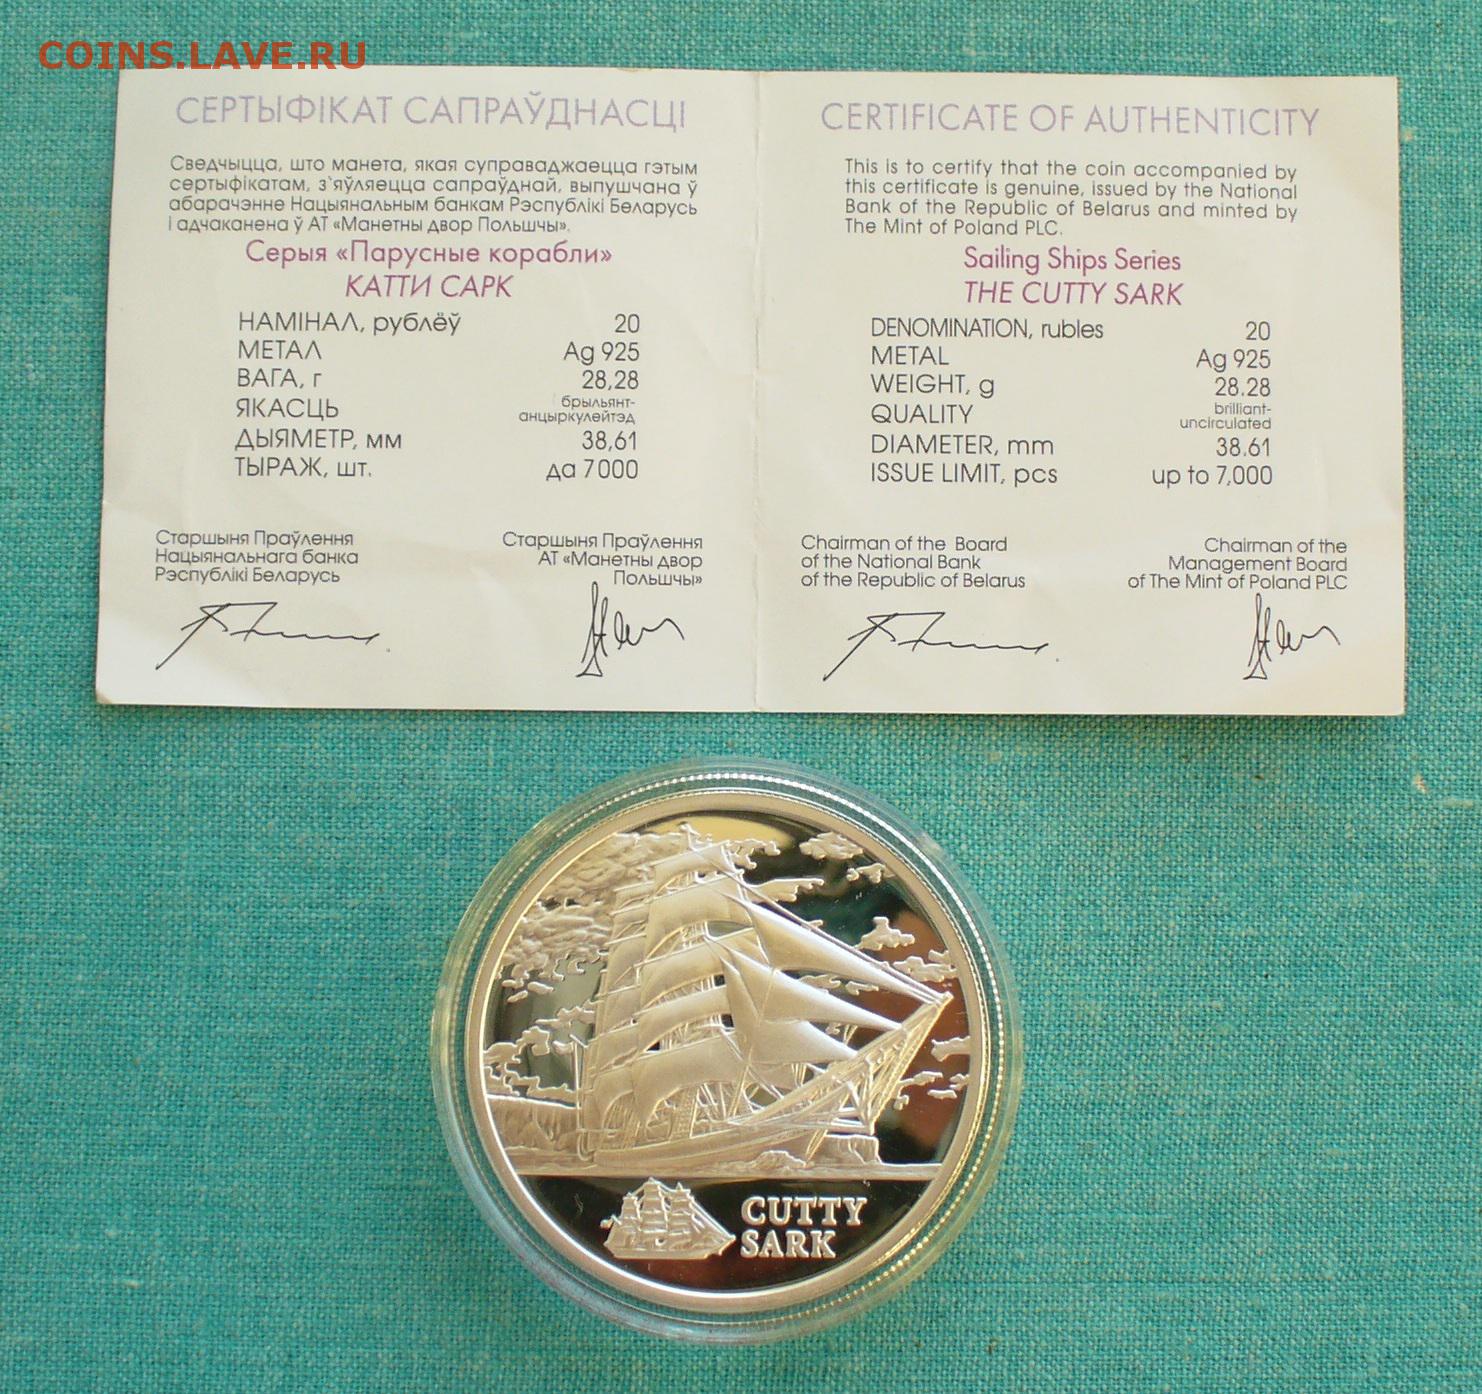 COINS.LAVE.RU
СЕРТЫФІКАТ САПРАЎДНАСЦІ
Сведчыцца, што манета, якая суправаджаецца гэтым
сертыфікатам, з'яўляецца сапраўднай, выпушчана ў
абарачэнне Нацыянальным банкам Рэспублікі Беларусь
і адчаканена ў АТ «Манетны двор Польшчы».
Серыя «Парусные корабли»
КАТТИ САРК
НАМІНАЛ, рублёў 20
МЕТАЛ Ag 925
ВАГА, г 28,28
ЯКАСЦЬ брыльянт-
анцыркулейтэд
ДЫЯМЕТР, мм 38,61
ТЫРАЖ, шт. да 7000
Старшыня Праўлення
Нацыянальнага банка
Рэспублікі Беларусь
Старшыня Праўлення
АТ «Манетны двор
Польшчы»
CERTIFICATE OF AUTHENTICITY
This is to certify that the coin accompanied by
this certificate is genuine, issued by the National
Bank of the Republic of Belarus and minted by
The Mint of Poland PLC.
Sailing Ships Series
THE CUTTY SARK
DENOMINATION, rubles 20
METAL Ag 925
WEIGHT, g 28.28
QUALITY brilliant-
uncirculated
DIAMETER, mm 38.61
ISSUE LIMIT, pcs up to 7,000
Chairman of the Board
of the National Bank
of the Republic of Belarus
Chairman of the
Management Board
of The Mint of Poland PLC
CUTTY
SARK